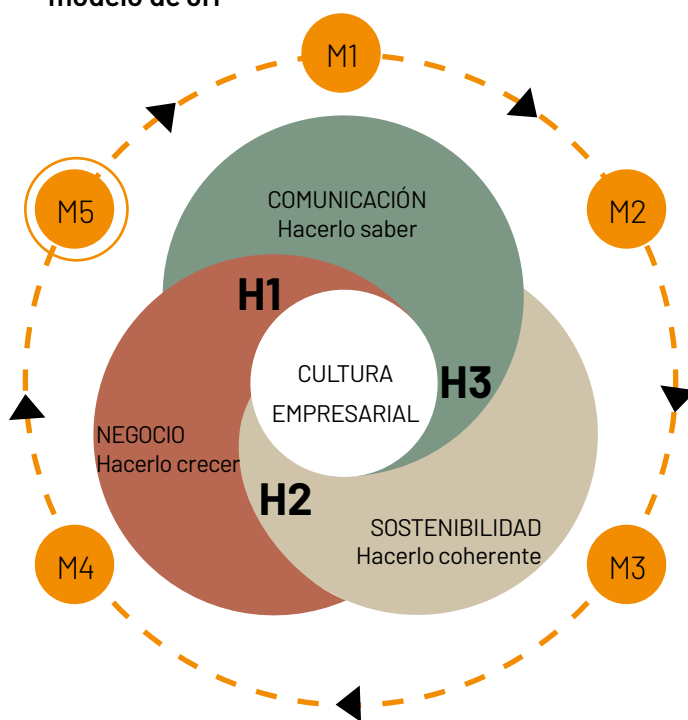 M1
M5
M2
COMUNICACIÓN
Hacerlo saber
H1
CULTURA
EMPRESARIAL
H3
NEGOCIO
Hacerlo crecer
H2
SOSTENIBILIDAD
Hacerlo coherente
M4
M3